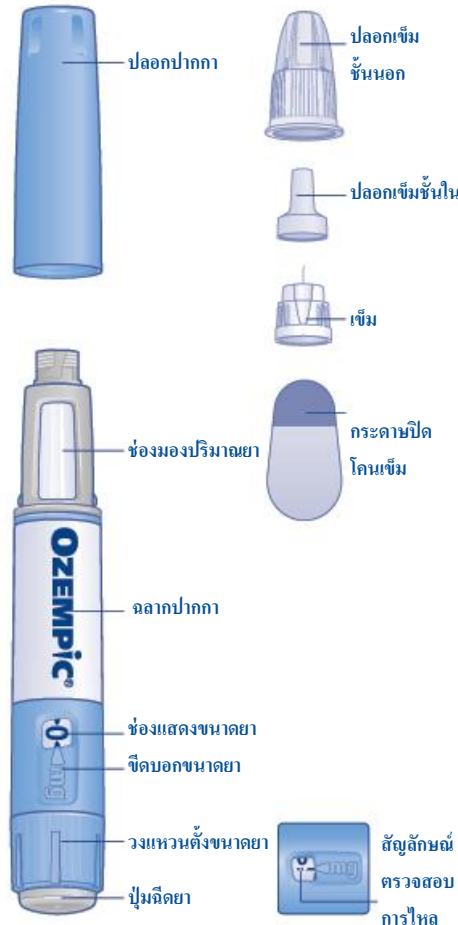 ปลอกปากกา
ปลอกเข็ม
ชั้นนอก
ปลอกเข็มชั้นใน
เข็ม
กระดาษปิด
โคนเข็ม
ช่องมองปริมาณยา
OZEMPIC®
ฉลากปากกา
0
mg
ช่องแสดงขนาดยา
ขีดบอกขนาดยา
วงแหวนตั้งขนาดยา
ปุ่มฉีดยา
0
mg
สัญลักษณ์
ตรวจสอบ
การไหล